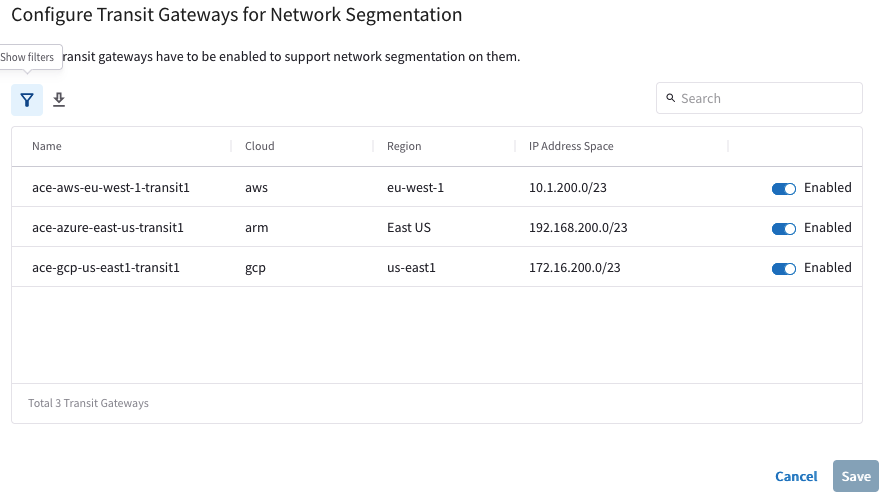 Configure Transit Gateways for Network Segmentation
Show filters
ransit gateways have to be enabled to support network segmentation on them.
Search
Name Cloud Region IP Address Space
ace-aws-eu-west-1-transit1 aws eu-west-1 10.1.200.0/23 Enabled
ace-azure-east-us-transit1 arm East US 192.168.200.0/23 Enabled
ace-gcp-us-east1-transit1 gcp us-east1 172.16.200.0/23 Enabled
Total 3 Transit Gateways
Cancel Save